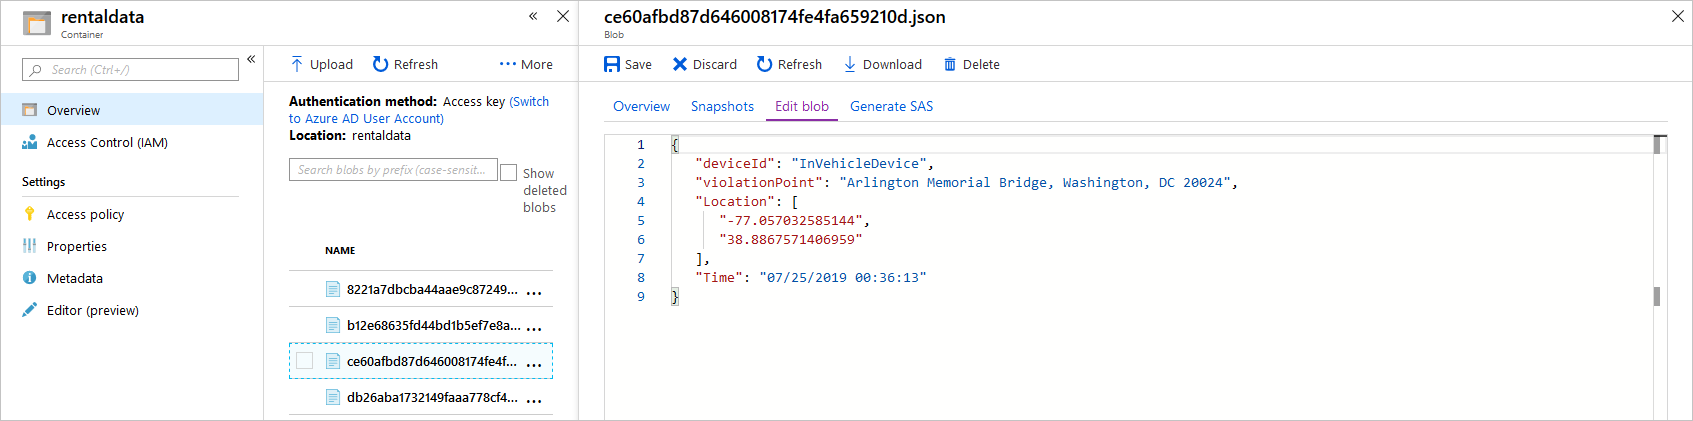 rentaldata
Container
Search (Ctrl+/)
Overview
Access Control (IAM)
Settings
Access policy
Properties
Metadata
Editor (preview)
Upload
Refresh
More
Authentication method: Access key (Switch
to Azure AD User Account)
Location: rentaldata
Search blobs by prefix (case-sensit...
Show
deleted
blobs
NAME
8221a7dbcba44aae9c87249...
b12e68635fd44bd1b5ef7e8a...
ce60afbd87d646008174fe4f...
db26aba1732149faaa778cf4...
ce60afbd87d646008174fe4fa659210d.json
Blob
Save
Discard
Refresh
Download
Delete
Overview
Snapshots
Edit blob
Generate SAS
1 {
2 "deviceId": "InVehicleDevice",
3 "violationPoint": "Arlington Memorial Bridge, Washington, DC 20024",
4 "Location": [
5 "-77.057032585144",
6 "38.8867571406959"
7 ],
8 "Time": "07/25/2019 00:36:13"
9 }